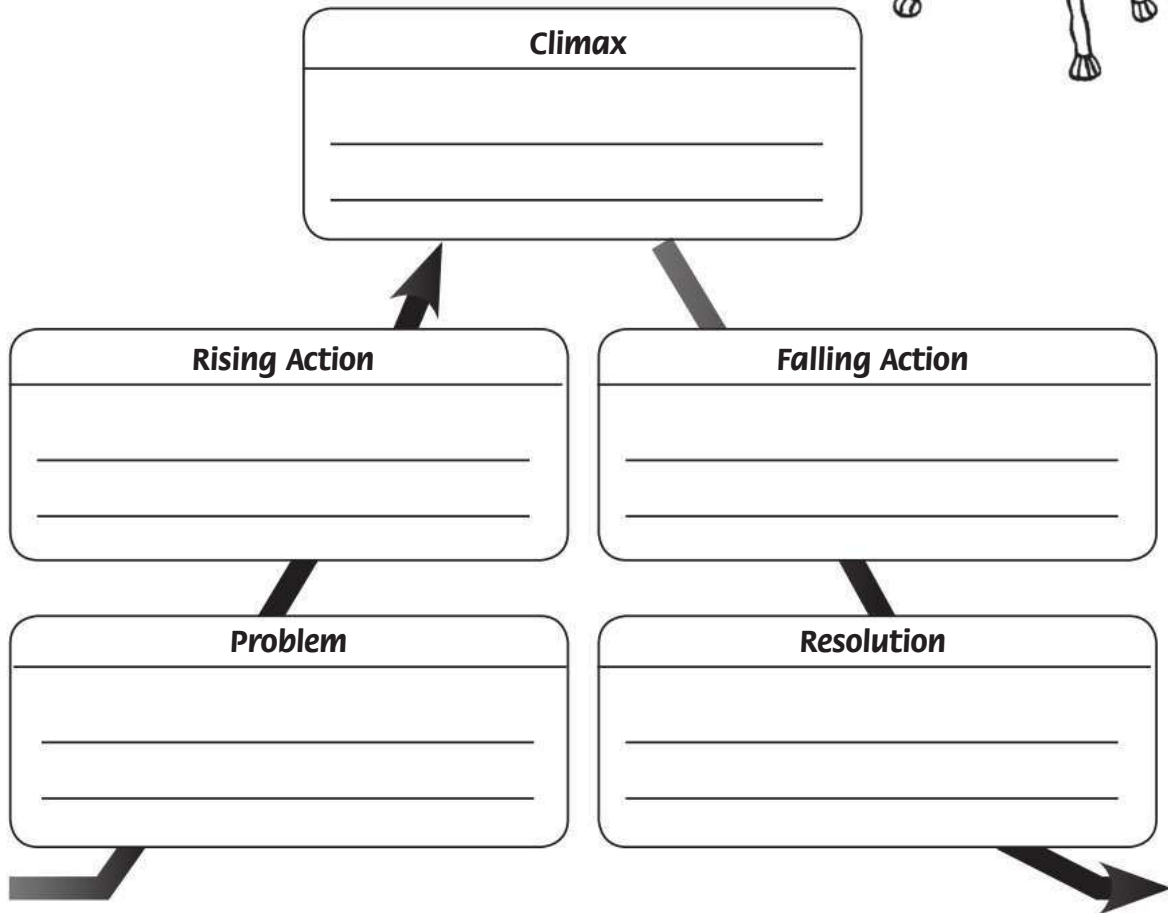 Climax
Rising Action
Falling Action
Problem
Resolution